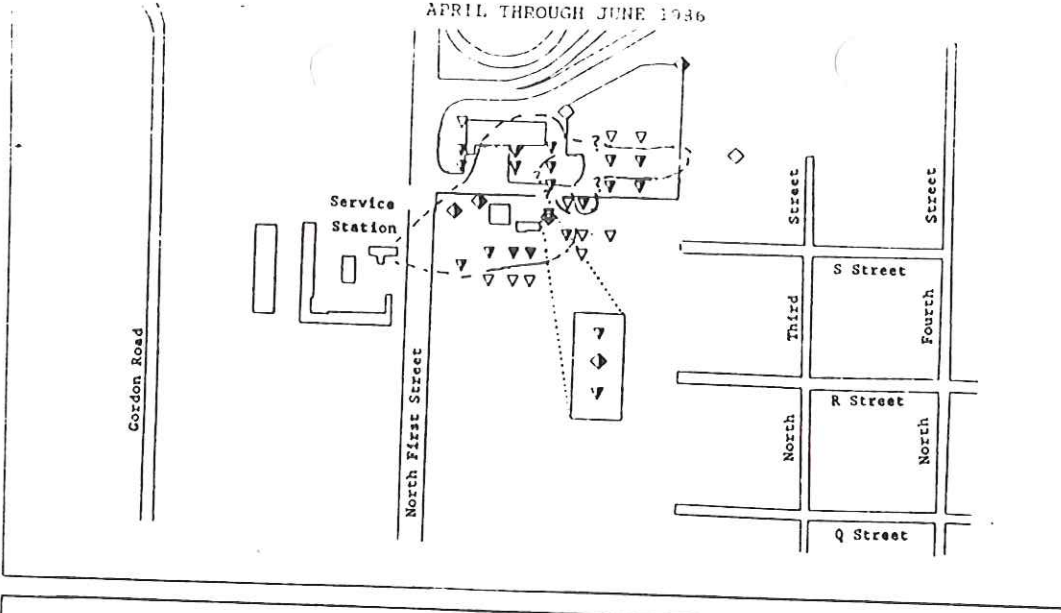 APRIL THROUGH JUNE 1986
?
?
?
?
Service
Station
Street
Street
S Street
Third
Fourth
Gordon Road
North First Street
R Street
North
North
Q Street